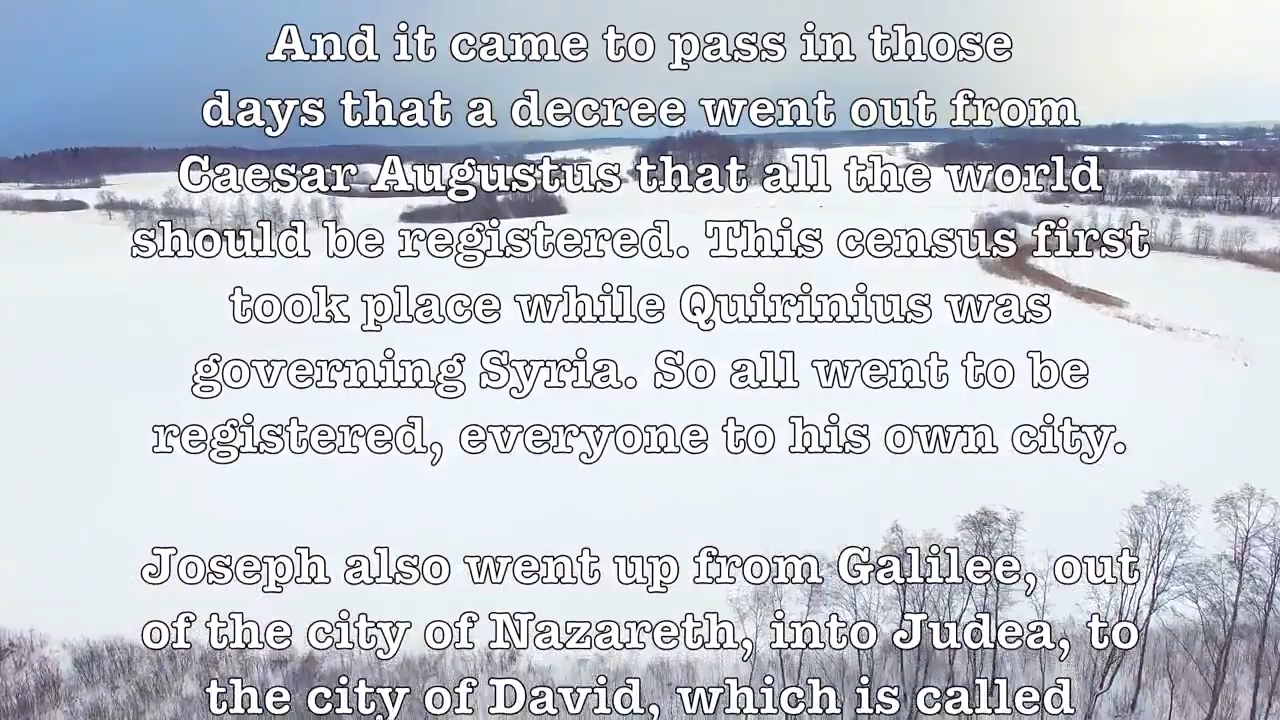 And it came to pass in those
days that a decree went out from
Caesar Augustus that all the world
should be registered. This census first
took place while Quirinius was
governing Syria. So all went to be
registered, everyone to his own city.
Joseph also went up from Galilee, out
of the city of Nazareth, into Judea, to
the city of David, which is called